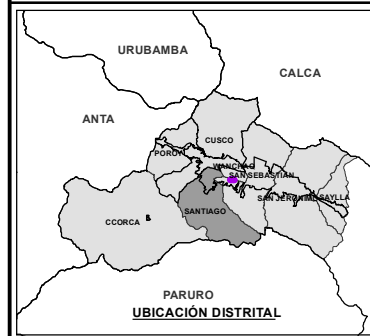 URUBAMBA
CALCA
ANTA
CUSCO
POROY
WANCHAQ
SAN SEBASTIAN
SAN JERONIMO
SAYLLA
CCORCA
SANTIAGO
PARURO
UBICACIÓN DISTRITAL